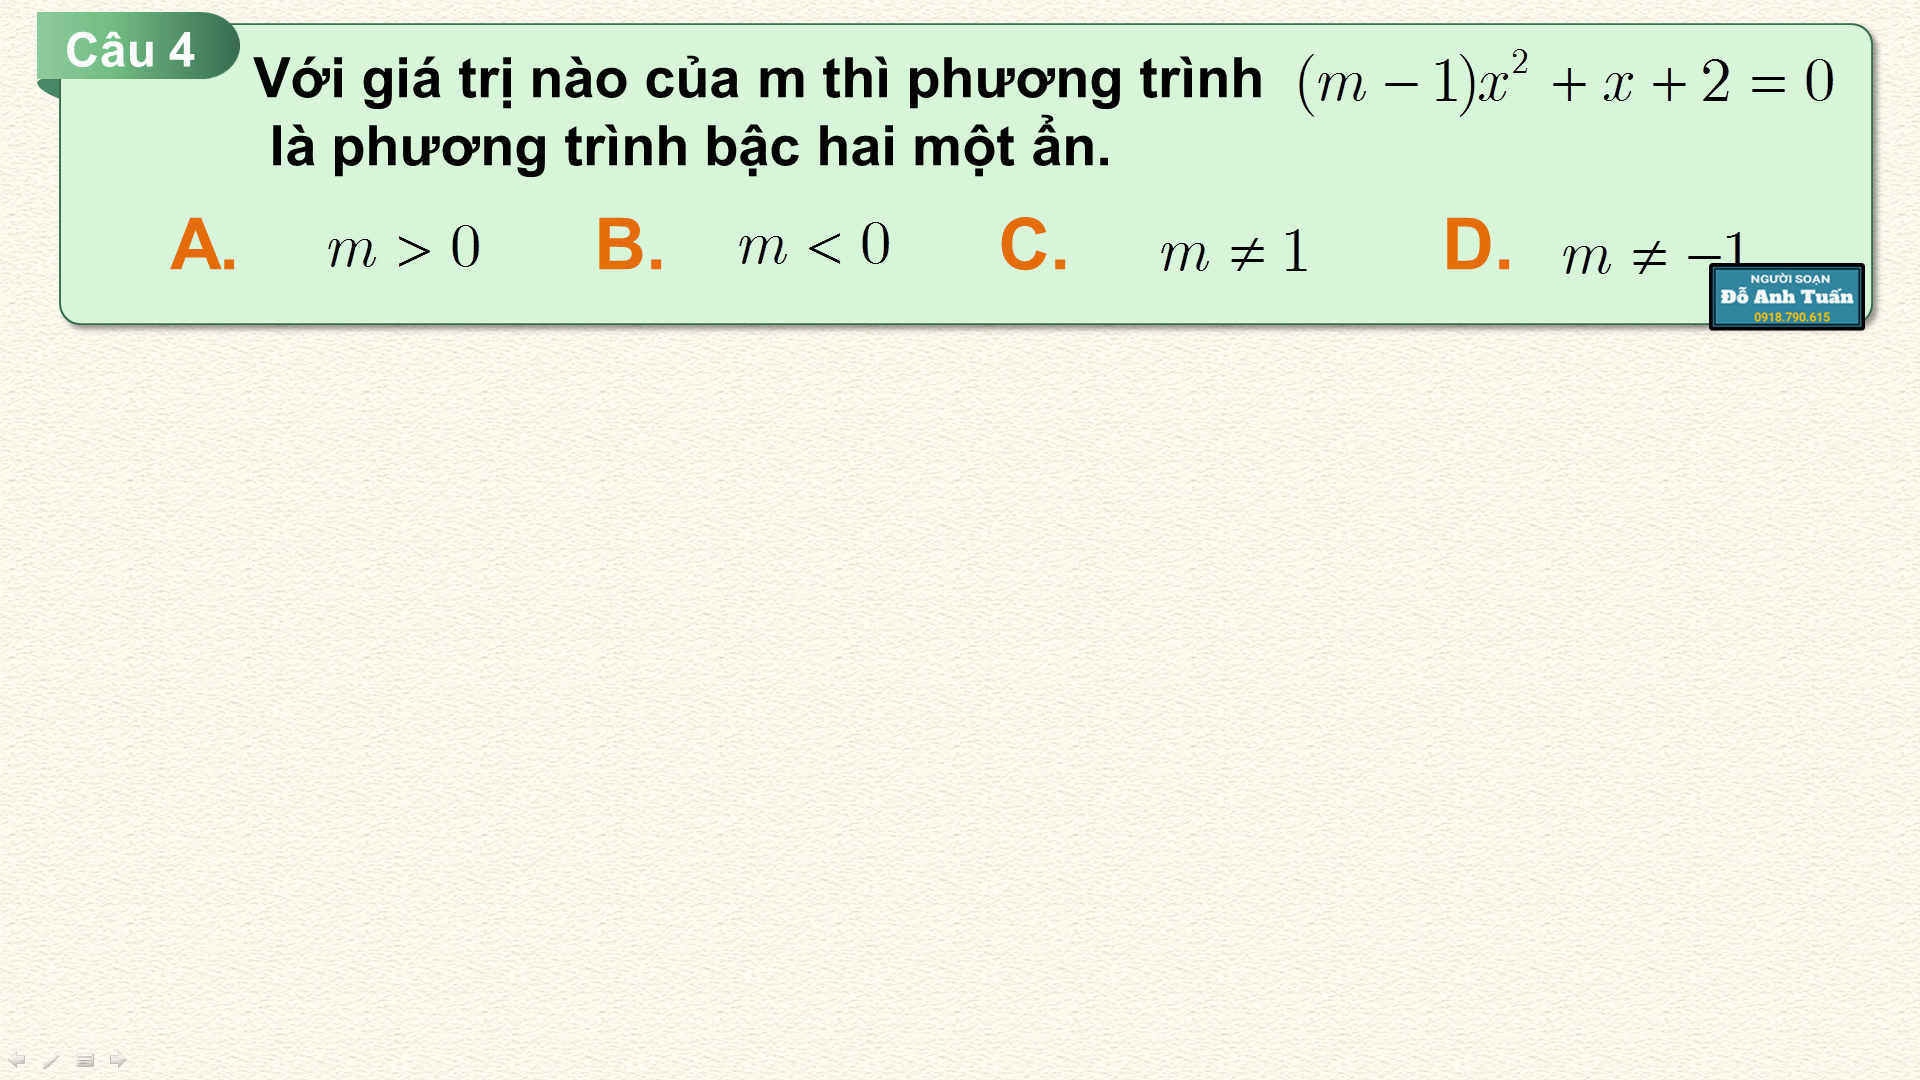 Câu 4
Với giá trị nào của m thì phương trình (m − 1)x² + x + 2 = 0
là phương trình bậc hai một ẩn.
A. m > 0 B. m < 0 C. m ≠ 1 D. m ≠ −1
NGƯỜI SOẠN
Đỗ Anh Tuấn
0918.790.615